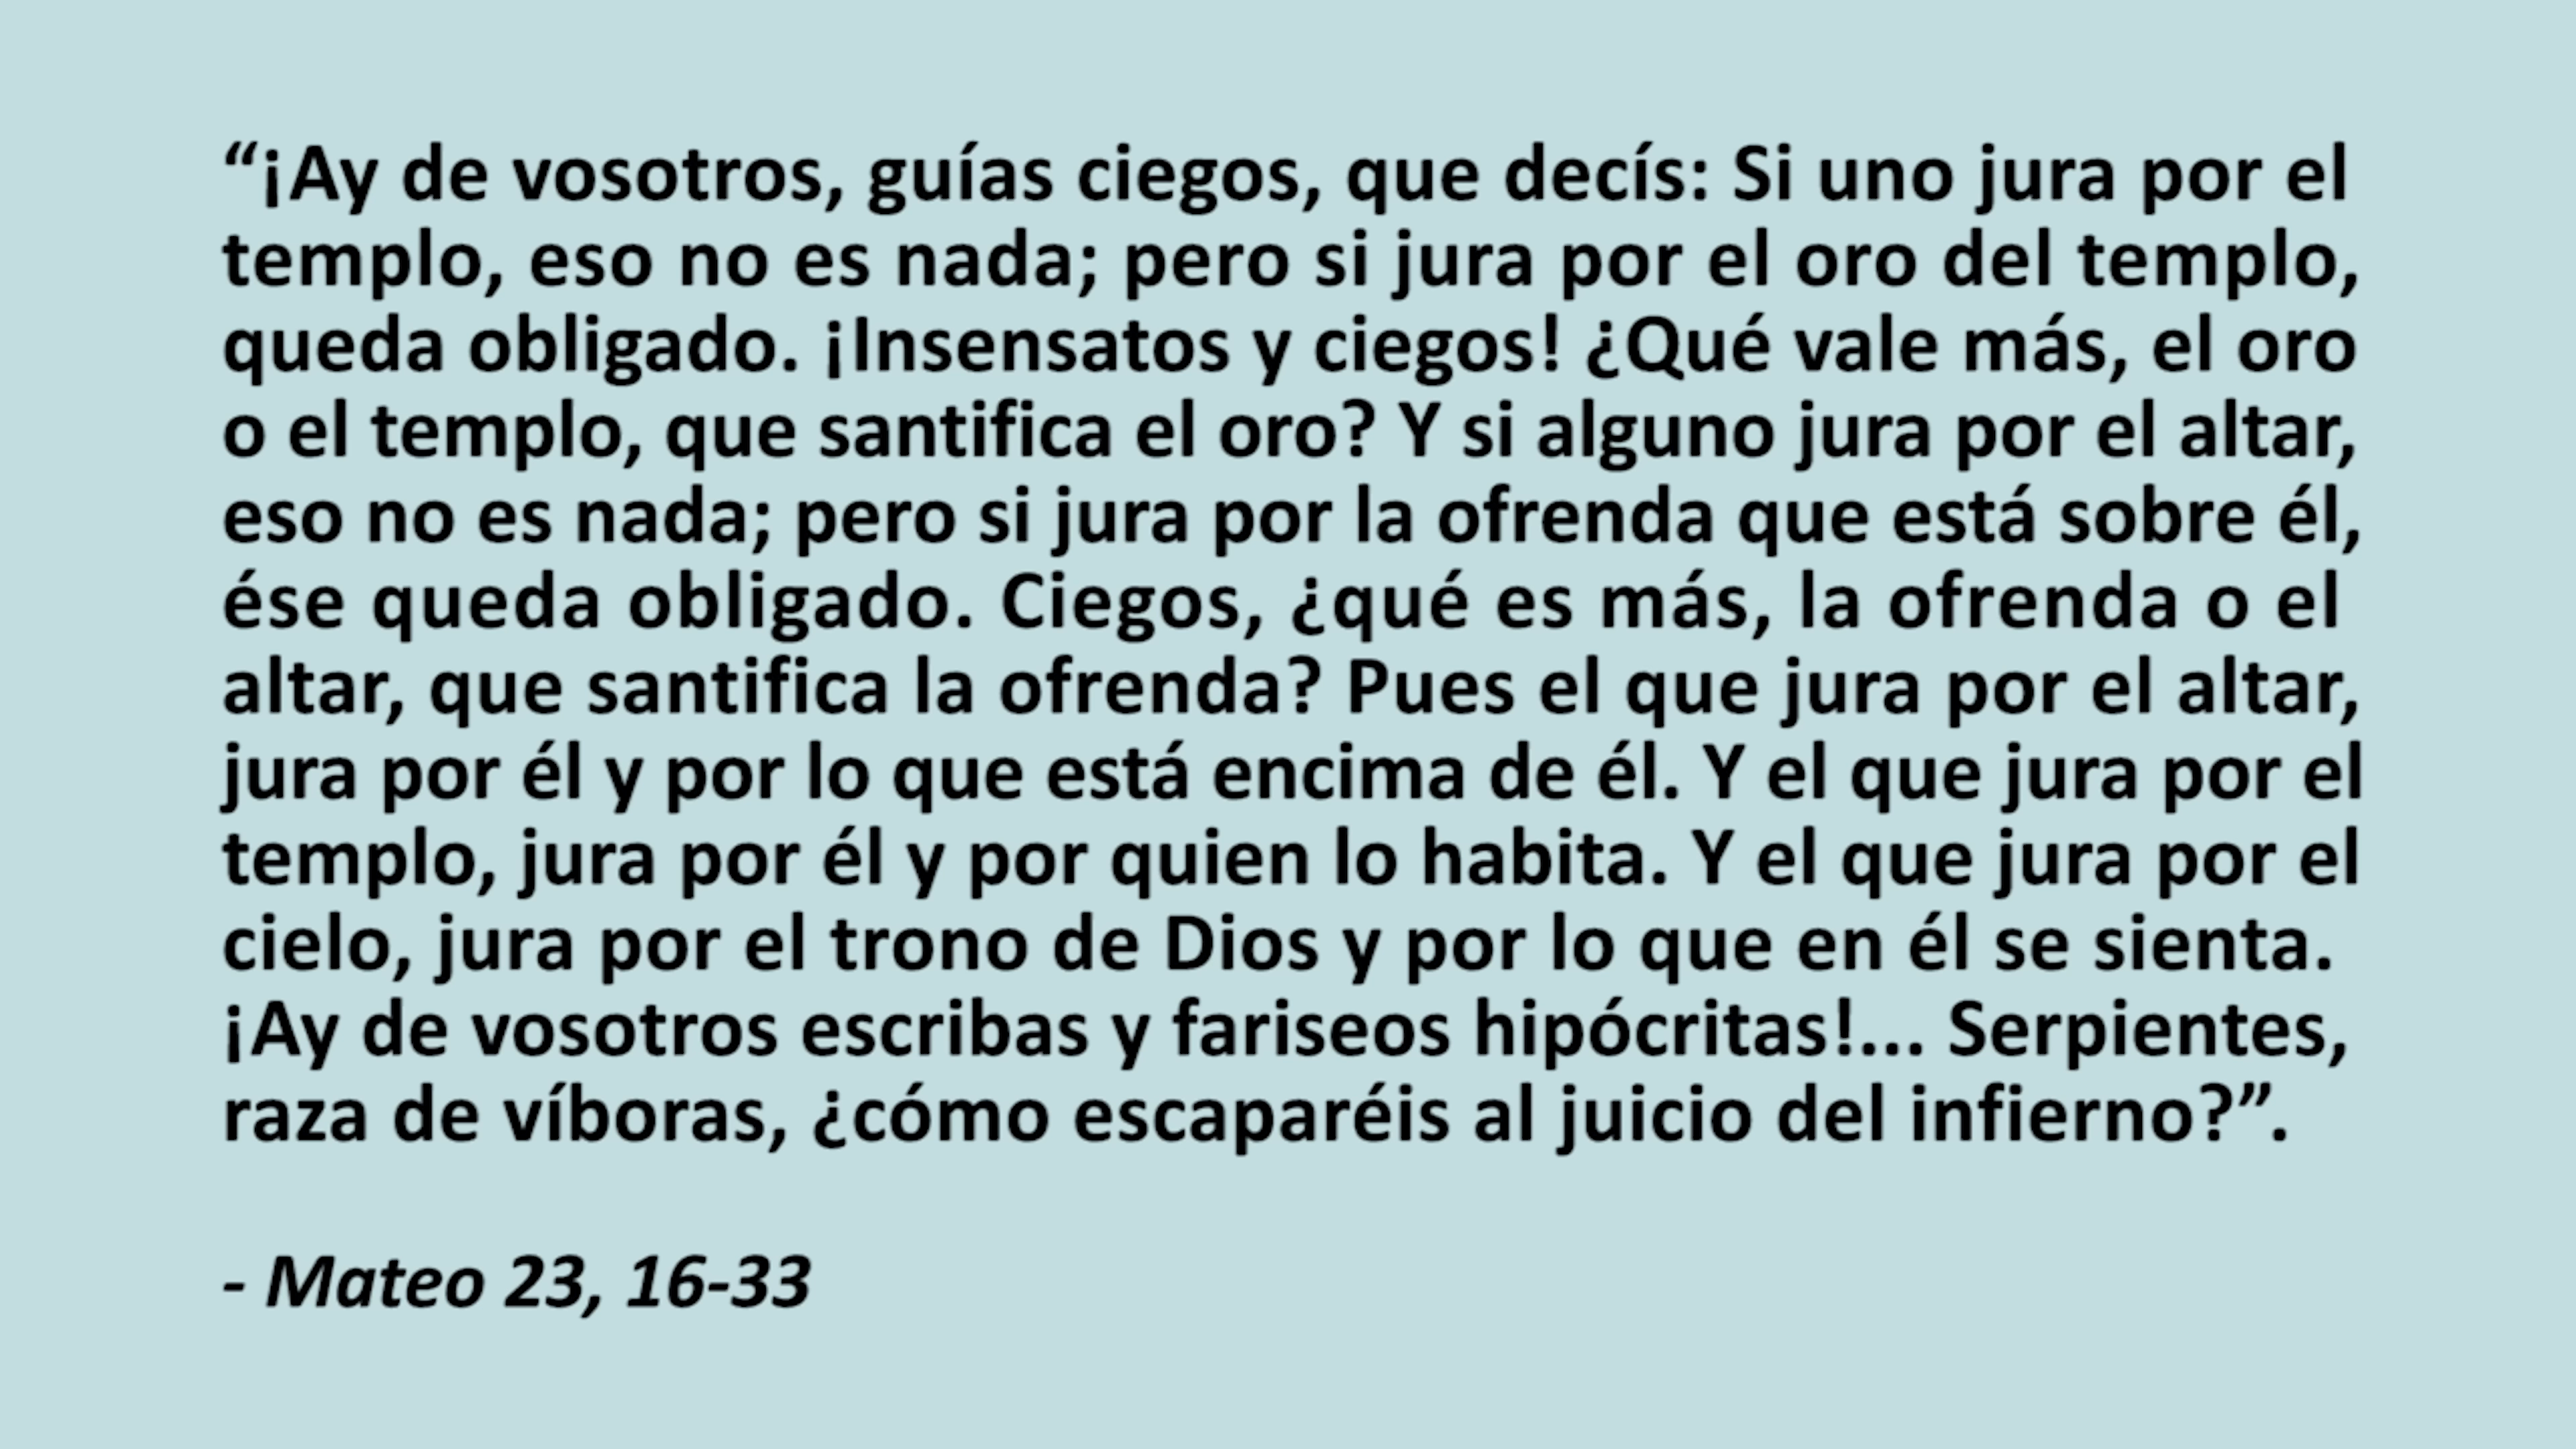 “¡Ay de vosotros, guías ciegos, que decís: Si uno jura por el
templo, eso no es nada; pero si jura por el oro del templo,
queda obligado. ¡Insensatos y ciegos! ¿Qué vale más, el oro
o el templo, que santifica el oro? Y si alguno jura por el altar,
eso no es nada; pero si jura por la ofrenda que está sobre él,
ése queda obligado. Ciegos, ¿qué es más, la ofrenda o el
altar, que santifica la ofrenda? Pues el que jura por el altar,
jura por él y por lo que está encima de él. Y el que jura por el
templo, jura por él y por quien lo habita. Y el que jura por el
cielo, jura por el trono de Dios y por lo que en él se sienta.
¡Ay de vosotros escribas y fariseos hipócritas!... Serpientes,
raza de víboras, ¿cómo escaparéis al juicio del infierno?”.
- Mateo 23, 16-33